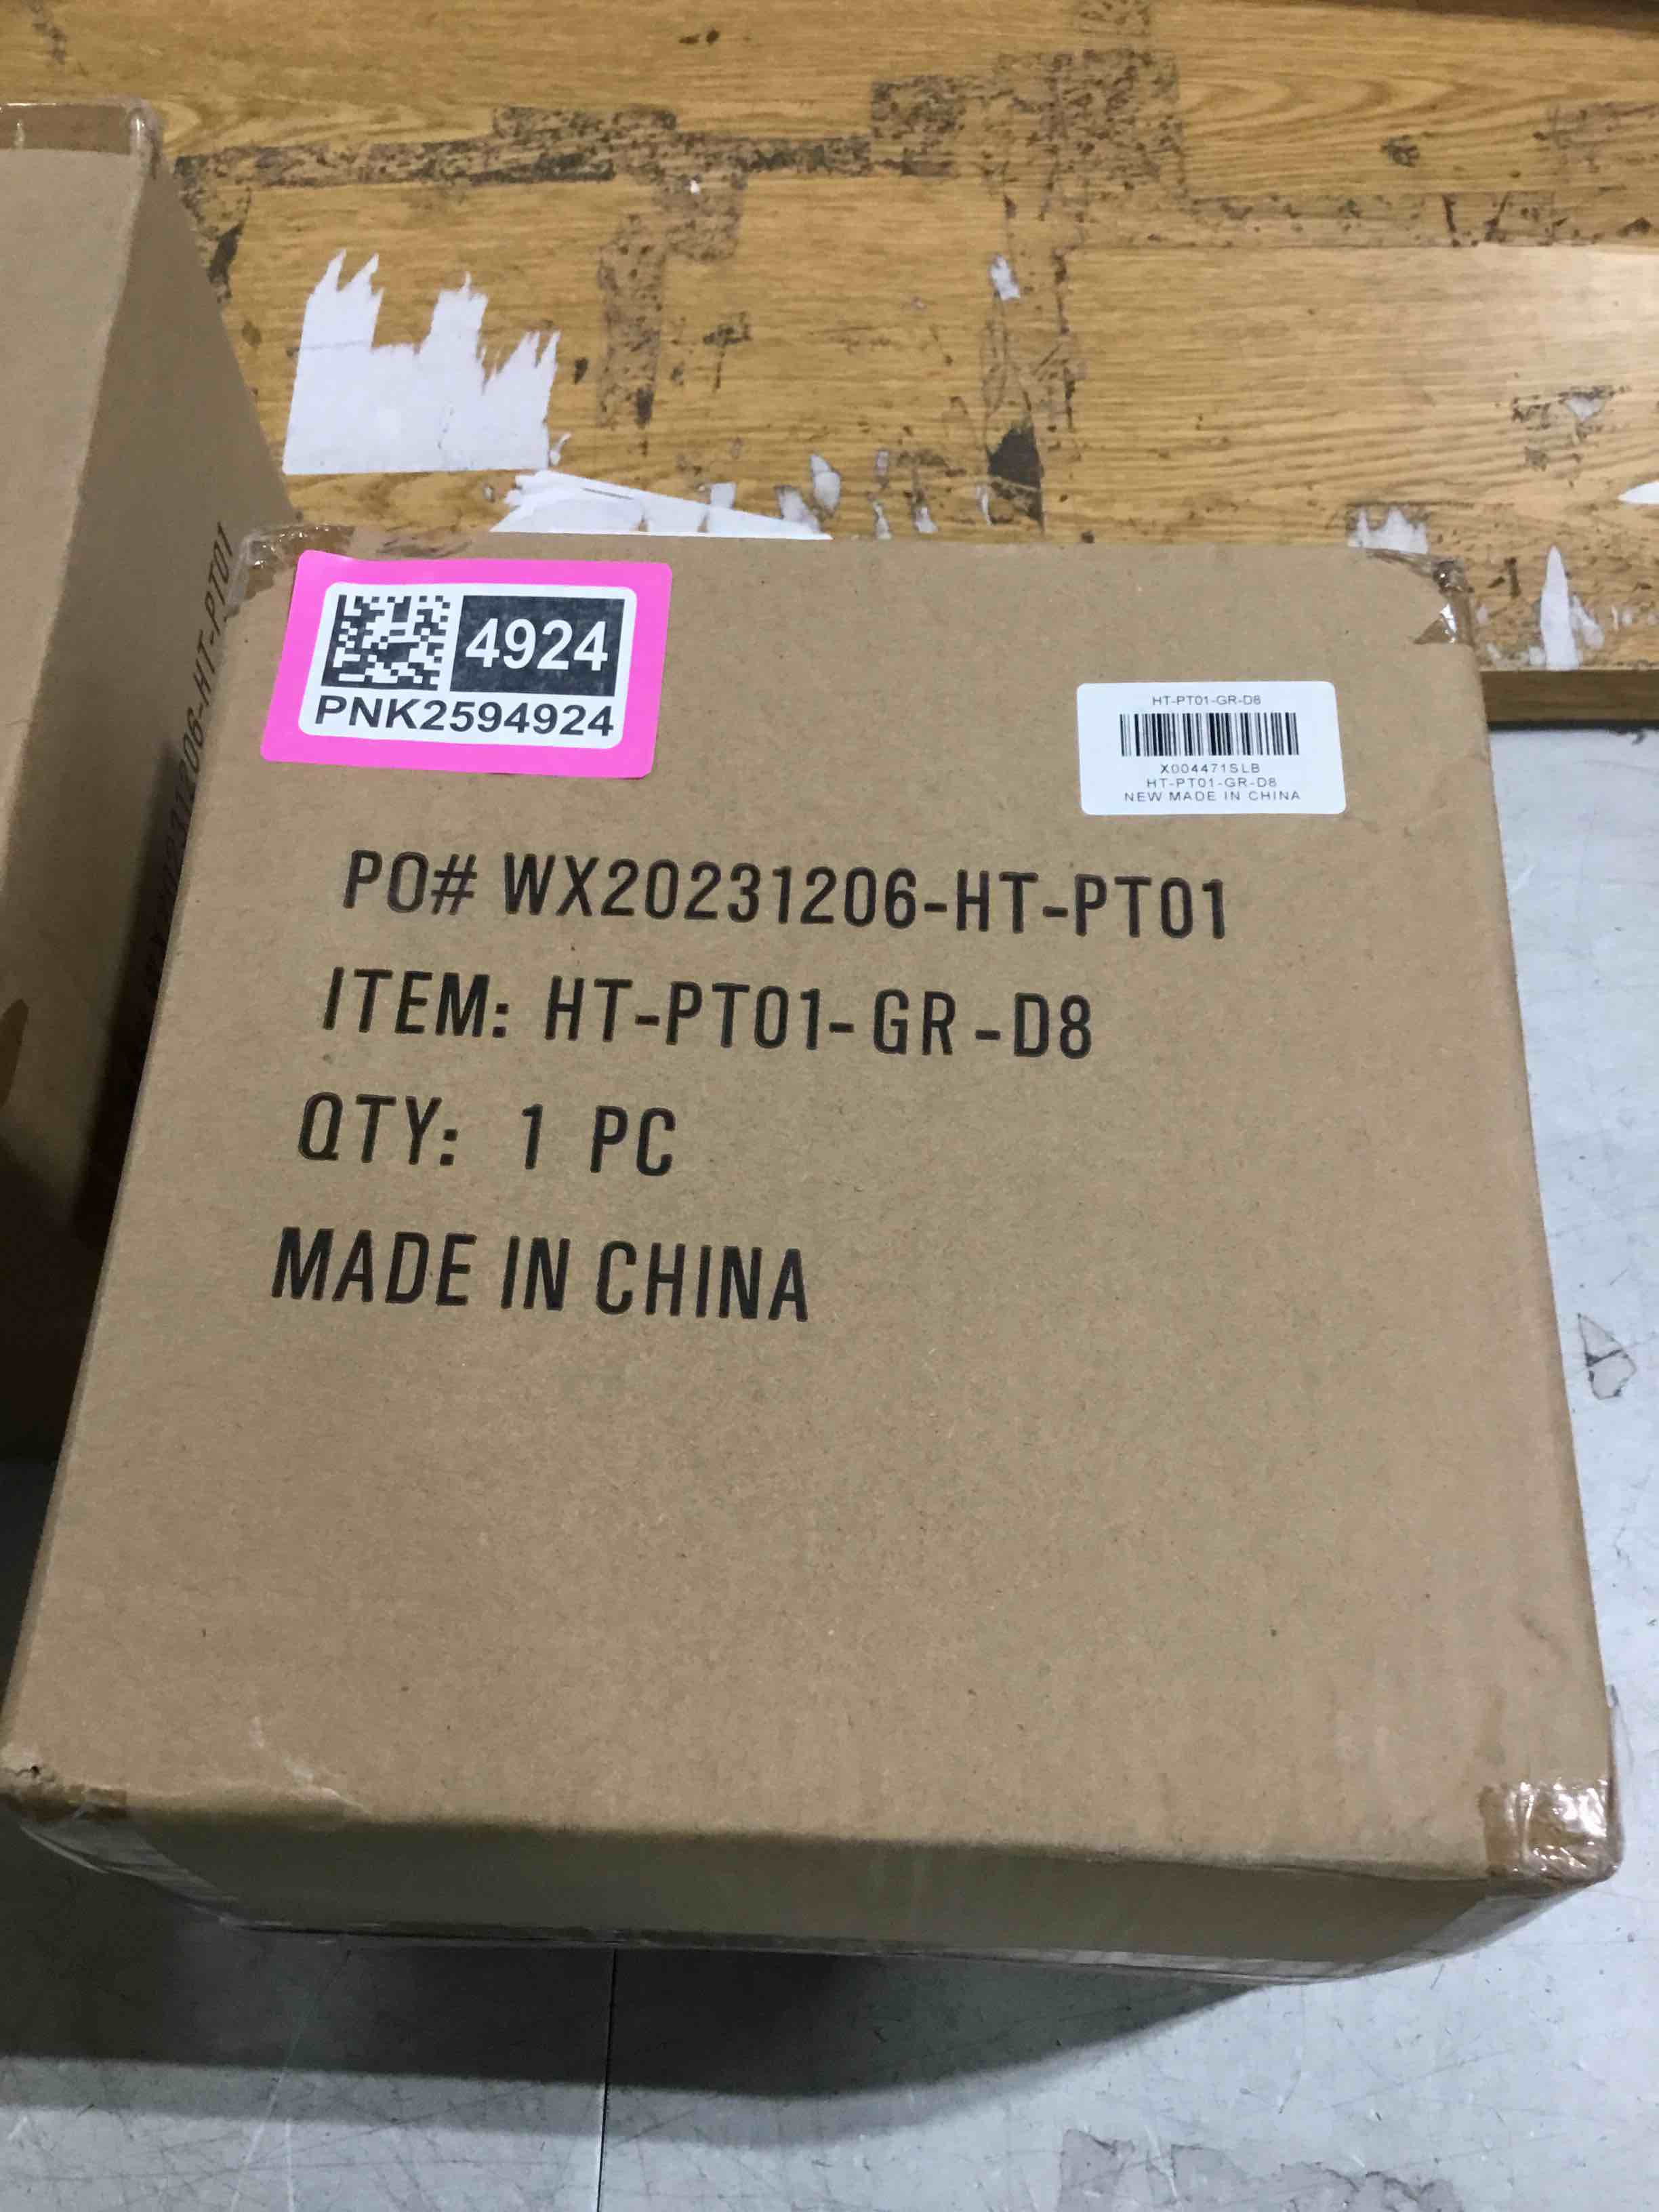 4924
PNK2594924
HT-PT01-GR-D8
X004471SLB
HT-PT01-GR-D8
NEW MADE IN CHINA
PO# WX20231206-HT-PT01
ITEM: HT-PT01-GR-D8
QTY: 1 PC
MADE IN CHINA